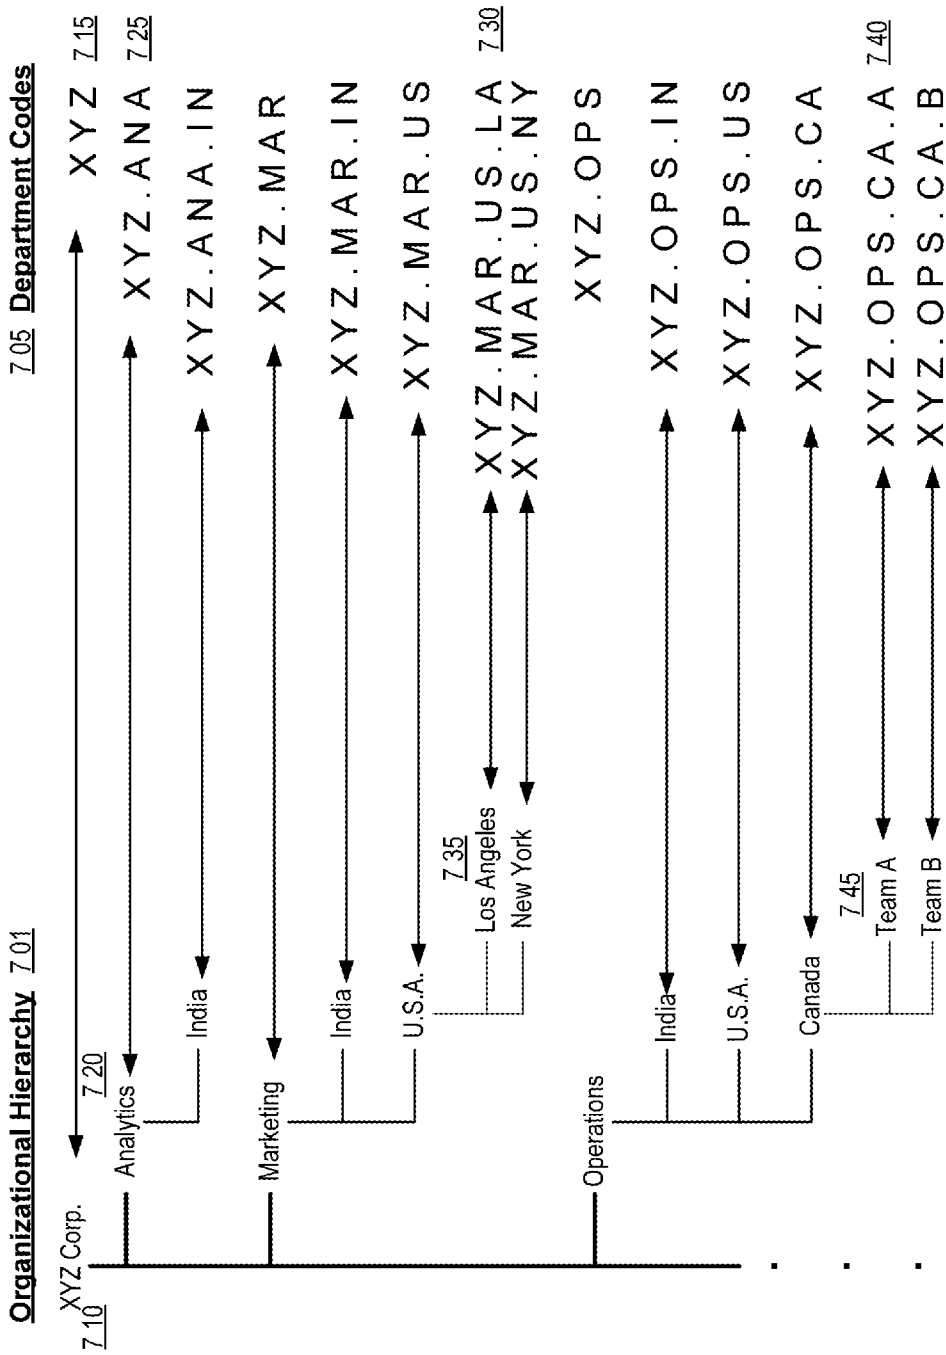 Organizational Hierarchy 7.01 7.05 Department Codes
XYZ Corp. XYZ 7.15
7.10
7.20
Analytics XYZ.ANA 7.25
India XYZ.ANA.IN
Marketing XYZ.MAR
India XYZ.MAR.IN
U.S.A. XYZ.MAR.US
7.35
Los Angeles XYZ.MAR.US.LA 7.30
New York XYZ.MAR.US.NY
Operations XYZ.OPS
India XYZ.OPS.IN
U.S.A. XYZ.OPS.US
Canada XYZ.OPS.CA
7.45
Team A XYZ.OPS.CA.A 7.40
Team B XYZ.OPS.CA.B